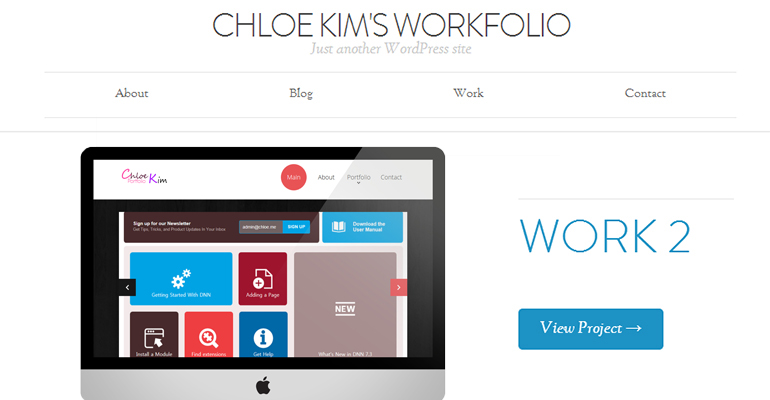 CHLOE KIM'S WORKFOLIO
Just another WordPress site
About Blog Work Contact
Chloe Kim
Portfolio
Main About Portfolio Contact
Sign up for our Newsletter
Get Tips, Tricks, and Product Updates In Your Inbox
admin@chloe.me SIGN UP
Download the
User Manual
Getting Started With DNN
Adding a Page
NEW
Install a Module
Find extensions
Get Help
What's New in DNN 7.2
WORK 2
View Project →